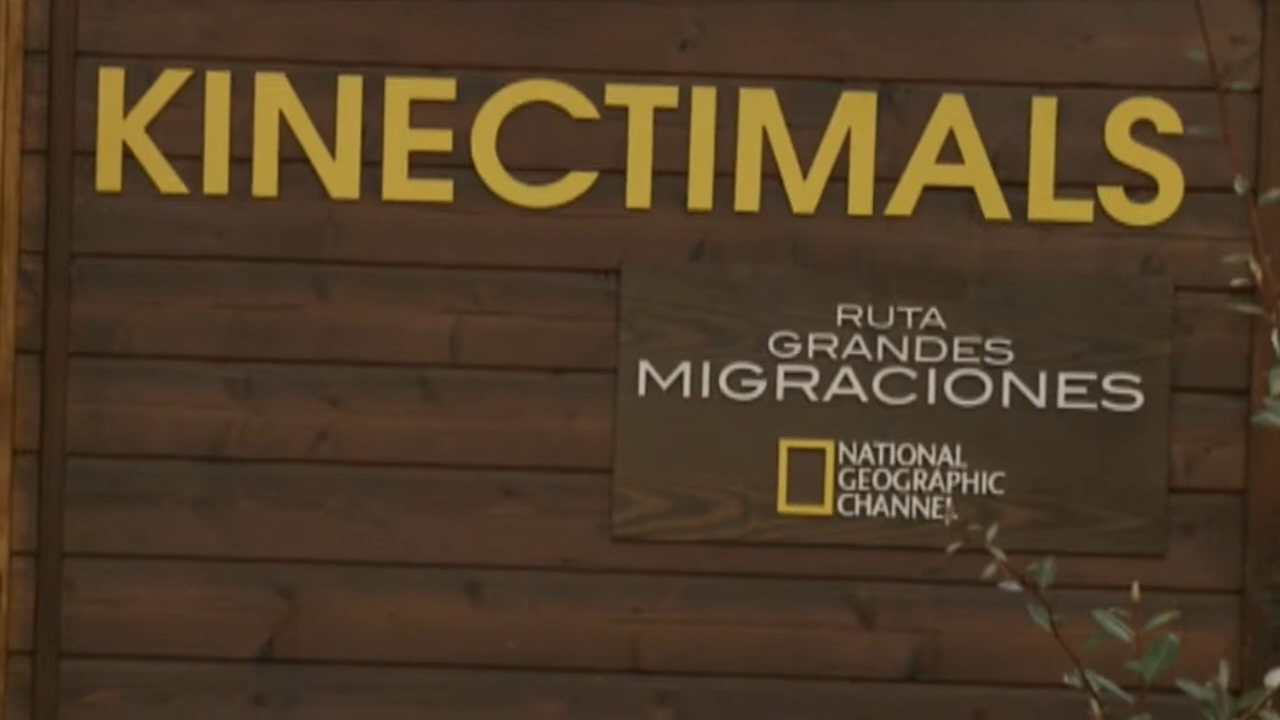 KINECTIMALS
RUTA
GRANDES
MIGRACIONES
NATIONAL
GEOGRAPHIC
CHANNEL